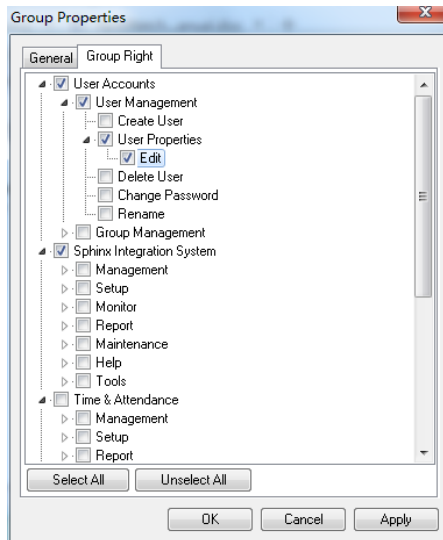 Group Properties
General Group Right
User Accounts
User Management
Create User
User Properties
Edit
Delete User
Change Password
Rename
Group Management
Sphinx Integration System
Management
Setup
Monitor
Report
Maintenance
Help
Tools
Time & Attendance
Management
Setup
Report
Select All Unselect All
OK Cancel Apply